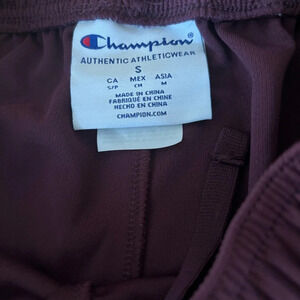 Champion
AUTHENTIC ATHLETICWEAR
S
CA MEX ASIA
S/P CH M
MADE IN CHINA
FABRIQUÉ EN CHINE
HECHO EN CHINA
CHAMPION.COM